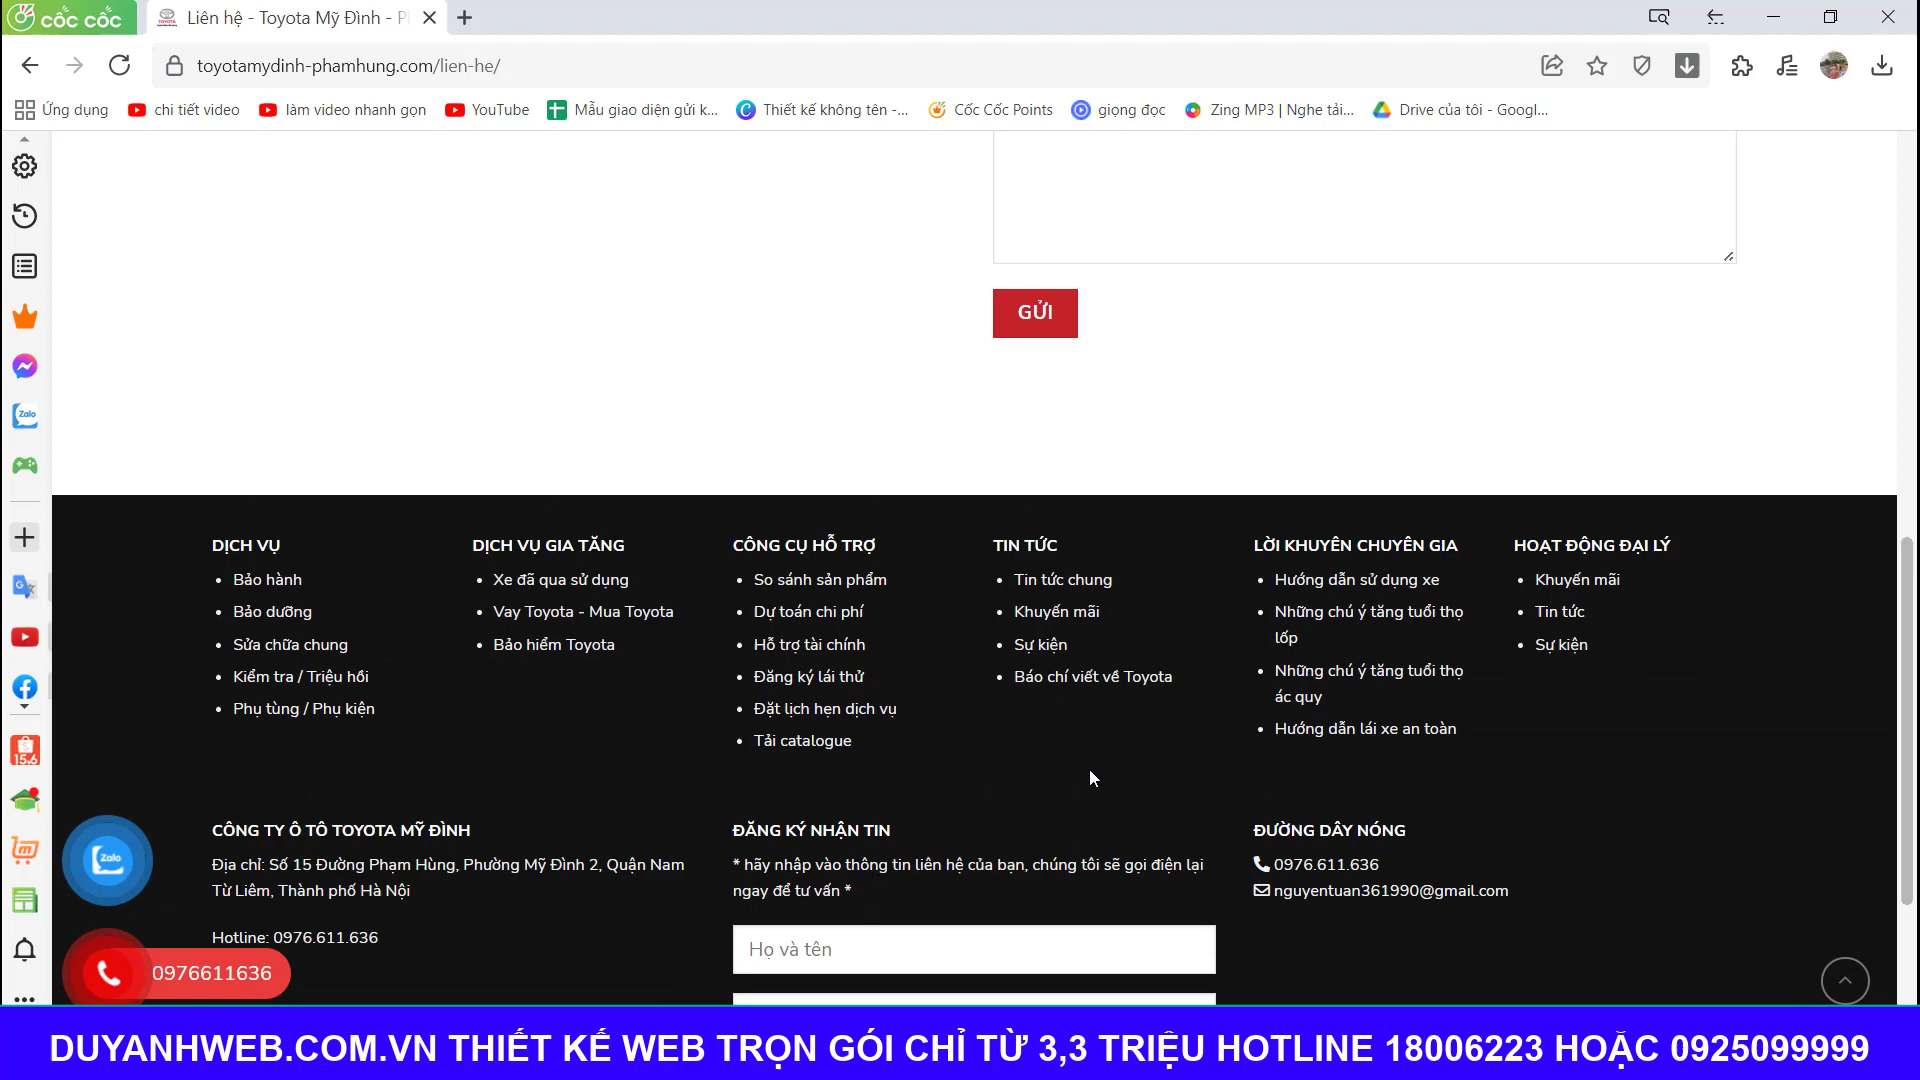 cốc cốc
Liên hệ - Toyota Mỹ Đình - P
toyotamydinh-phamhung.com/lien-he/
Ứng dụng
chi tiết video
làm video nhanh gọn
YouTube
Mẫu giao diện gửi k...
Thiết kế không tên -...
Cốc Cốc Points
giọng đọc
Zing MP3 | Nghe tải...
Drive của tôi - Googl...
Zalo
15.6
GỬI
DỊCH VỤ
Bảo hành
Bảo dưỡng
Sửa chữa chung
Kiểm tra / Triệu hồi
Phụ tùng / Phụ kiện
DỊCH VỤ GIA TĂNG
Xe đã qua sử dụng
Vay Toyota - Mua Toyota
Bảo hiểm Toyota
CÔNG CỤ HỖ TRỢ
So sánh sản phẩm
Dự toán chi phí
Hỗ trợ tài chính
Đăng ký lái thử
Đặt lịch hẹn dịch vụ
Tải catalogue
TIN TỨC
Tin tức chung
Khuyến mãi
Sự kiện
Báo chí viết về Toyota
LỜI KHUYÊN CHUYÊN GIA
Hướng dẫn sử dụng xe
Những chú ý tăng tuổi thọ
lốp
Những chú ý tăng tuổi thọ
ác quy
Hướng dẫn lái xe an toàn
HOẠT ĐỘNG ĐẠI LÝ
Khuyến mãi
Tin tức
Sự kiện
CÔNG TY Ô TÔ TOYOTA MỸ ĐÌNH
Địa chỉ: Số 15 Đường Phạm Hùng, Phường Mỹ Đình 2, Quận Nam
Từ Liêm, Thành phố Hà Nội
Hotline: 0976.611.636
Zalo
0976611636
ĐĂNG KÝ NHẬN TIN
* hãy nhập vào thông tin liên hệ của bạn, chúng tôi sẽ gọi điện lại
ngay để tư vấn *
Họ và tên
ĐƯỜNG DÂY NÓNG
0976.611.636
nguyentuan361990@gmail.com
DUYANHWEB.COM.VN THIẾT KẾ WEB TRỌN GÓI CHỈ TỪ 3,3 TRIỆU HOTLINE 18006223 HOẶC 0925099999